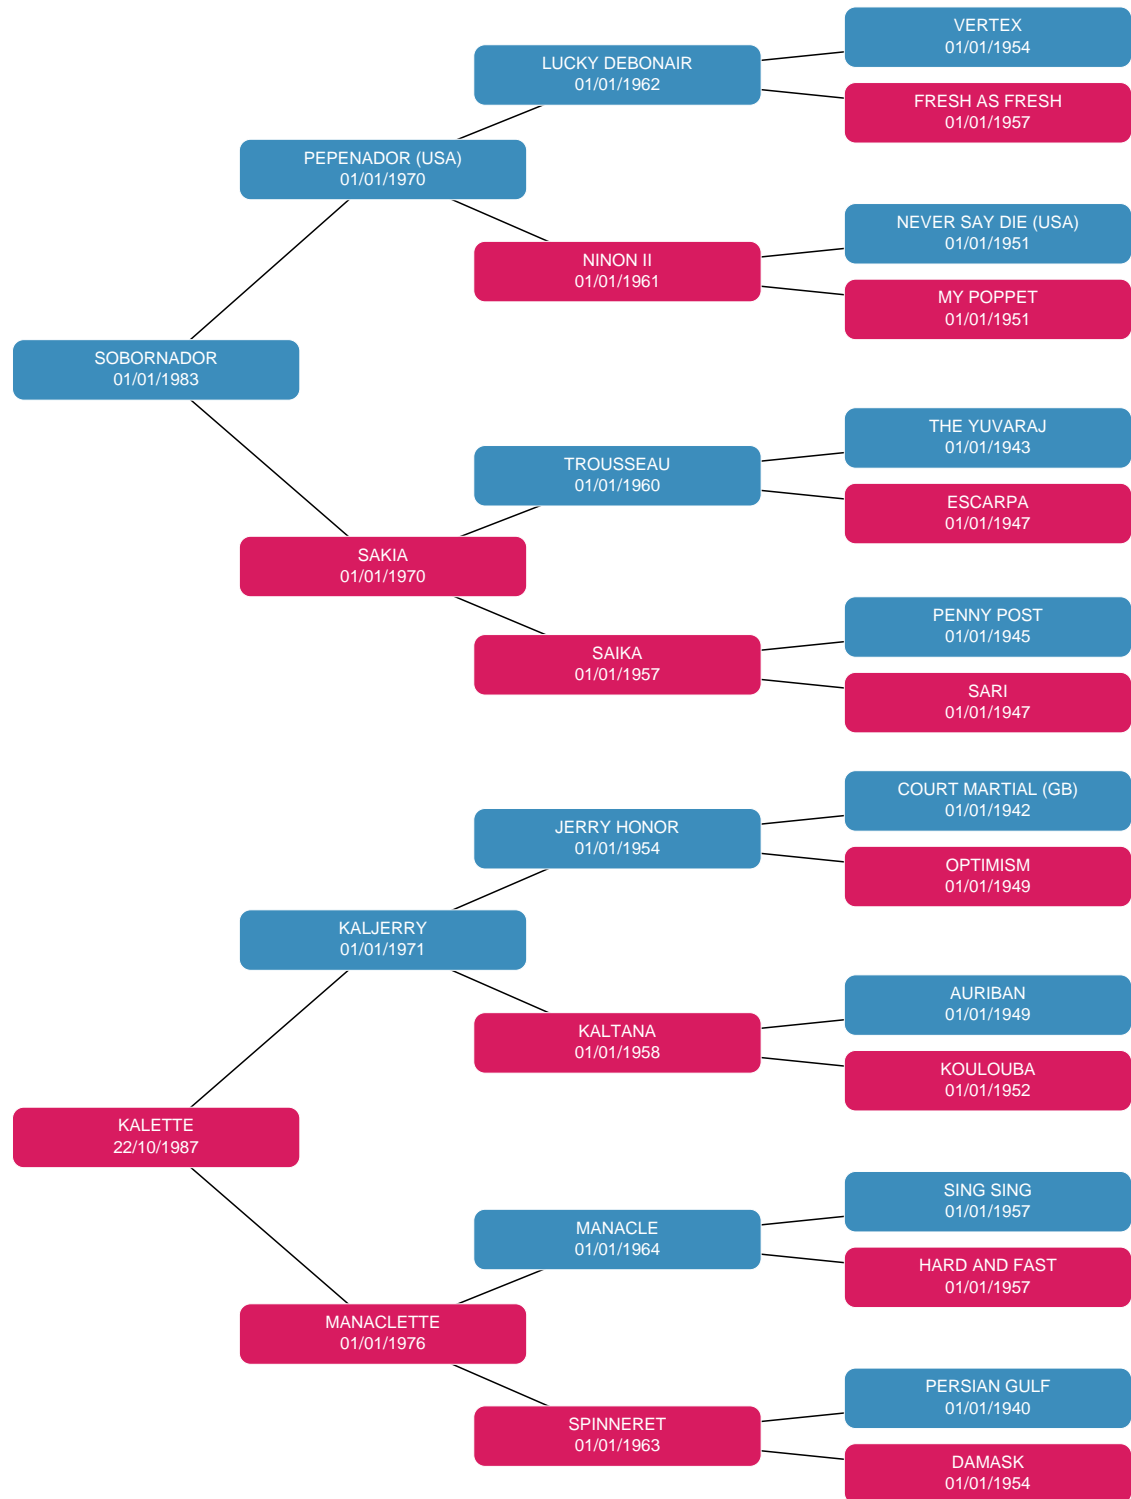 VERTEX
01/01/1954
LUCKY DEBONAIR
01/01/1962
FRESH AS FRESH
01/01/1957
PEPENADOR (USA)
01/01/1970
NEVER SAY DIE (USA)
01/01/1951
NINON II
01/01/1961
MY POPPET
01/01/1951
SOBORNADOR
01/01/1983
THE YUVARAJ
01/01/1943
TROUSSEAU
01/01/1960
ESCARPA
01/01/1947
SAKIA
01/01/1970
PENNY POST
01/01/1945
SAIKA
01/01/1957
SARI
01/01/1947
COURT MARTIAL (GB)
01/01/1942
JERRY HONOR
01/01/1954
OPTIMISM
01/01/1949
KALJERRY
01/01/1971
AURIBAN
01/01/1949
KALTANA
01/01/1958
KOULOUBA
01/01/1952
KALETTE
22/10/1987
SING SING
01/01/1957
MANACLE
01/01/1964
HARD AND FAST
01/01/1957
MANACLETTE
01/01/1976
PERSIAN GULF
01/01/1940
SPINNERET
01/01/1963
DAMASK
01/01/1954